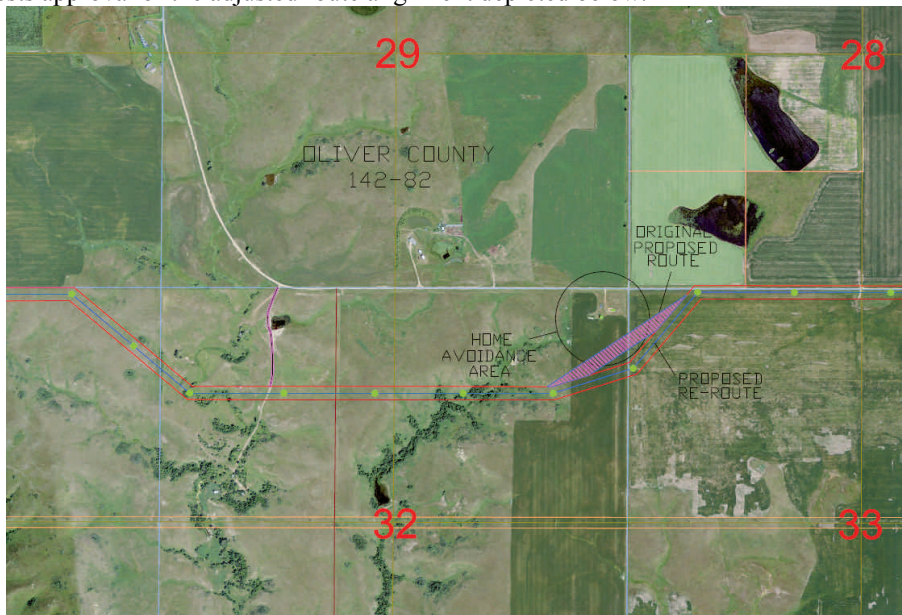 29
28
OLIVER COUNTY
142-82
ORIGINAL
PROPOSED
ROUTE
HOME
AVOIDANCE
AREA
PROPOSED
RE-ROUTE
32
33